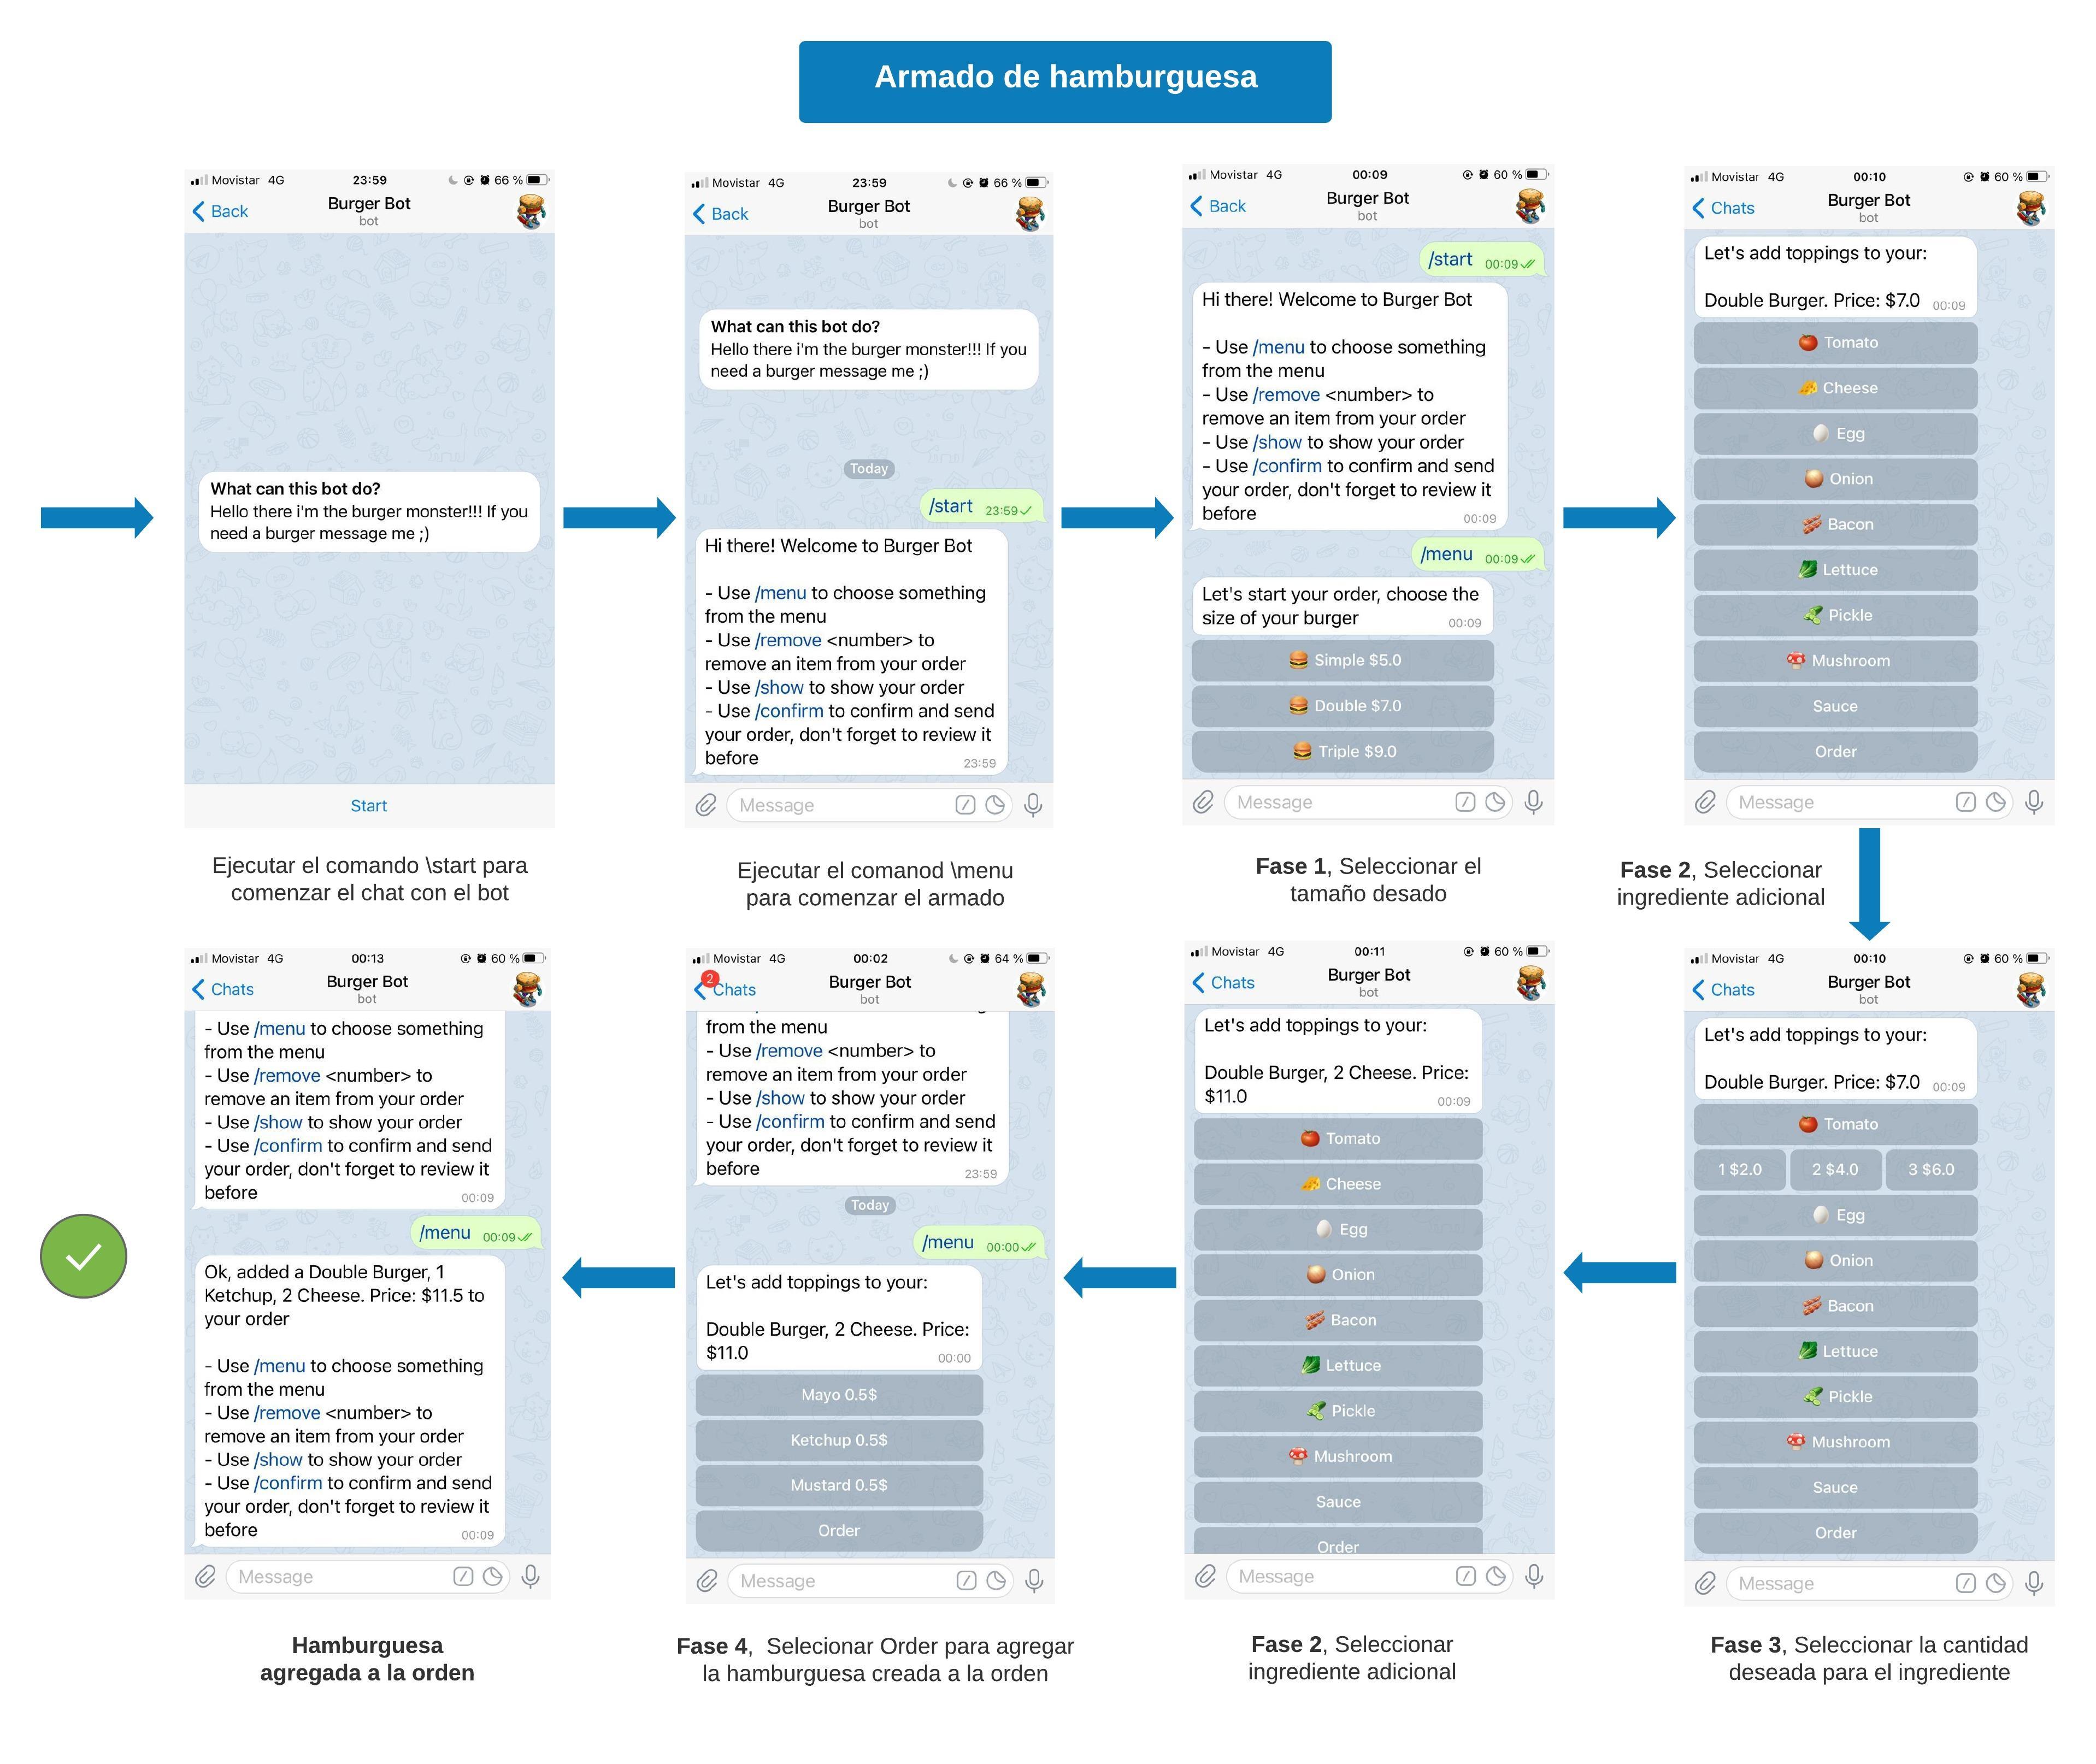 Armado de hamburguesa
Movistar 4G 23:59 66 %
Back Burger Bot
bot
What can this bot do?
Hello there i'm the burger monster!!! If you
need a burger message me ;)
Start
Ejecutar el comando \start para
comenzar el chat con el bot
Movistar 4G 23:59 66 %
Back Burger Bot
bot
What can this bot do?
Hello there i'm the burger monster!!! If you
need a burger message me ;)
Today
/start 23:59
Hi there! Welcome to Burger Bot
- Use /menu to choose something
from the menu
- Use /remove <number> to
remove an item from your order
- Use /show to show your order
- Use /confirm to confirm and send
your order, don't forget to review it
before 23:59
Message
Ejecutar el comanod \menu
para comenzar el armado
Movistar 4G 00:09 60 %
Back Burger Bot
bot
/start 00:09
Hi there! Welcome to Burger Bot
- Use /menu to choose something
from the menu
- Use /remove <number> to
remove an item from your order
- Use /show to show your order
- Use /confirm to confirm and send
your order, don't forget to review it
before 00:09
/menu 00:09
Let's start your order, choose the
size of your burger 00:09
Simple $5.0
Double $7.0
Triple $9.0
Message
Fase 1, Seleccionar el
tamaño desado
Movistar 4G 00:10 60 %
Chats Burger Bot
bot
Let's add toppings to your:
Double Burger. Price: $7.0 00:09
Tomato
Cheese
Egg
Onion
Bacon
Lettuce
Pickle
Mushroom
Sauce
Order
Message
Fase 2, Seleccionar
ingrediente adicional
Movistar 4G 00:10 60 %
Chats Burger Bot
bot
Let's add toppings to your:
Double Burger. Price: $7.0 00:09
Tomato
1 $2.0 2 $4.0 3 $6.0
Egg
Onion
Bacon
Lettuce
Pickle
Mushroom
Sauce
Order
Message
Fase 3, Seleccionar la cantidad
deseada para el ingrediente
Movistar 4G 00:11 60 %
Chats Burger Bot
bot
Let's add toppings to your:
Double Burger, 2 Cheese. Price:
$11.0 00:09
Tomato
Cheese
Egg
Onion
Bacon
Lettuce
Pickle
Mushroom
Sauce
Order
Message
Fase 2, Seleccionar
ingrediente adicional
Movistar 4G 00:02 64 %
2
Chats Burger Bot
bot
from the menu
- Use /remove <number> to
remove an item from your order
- Use /show to show your order
- Use /confirm to confirm and send
your order, don't forget to review it
before 23:59
Today
/menu 00:00
Let's add toppings to your:
Double Burger, 2 Cheese. Price:
$11.0 00:00
Mayo 0.5$
Ketchup 0.5$
Mustard 0.5$
Order
Message
Fase 4, Selecionar Order para agregar
la hamburguesa creada a la orden
Movistar 4G 00:13 60 %
Chats Burger Bot
bot
- Use /menu to choose something
from the menu
- Use /remove <number> to
remove an item from your order
- Use /show to show your order
- Use /confirm to confirm and send
your order, don't forget to review it
before 00:09
/menu 00:09
Ok, added a Double Burger, 1
Ketchup, 2 Cheese. Price: $11.5 to
your order
- Use /menu to choose something
from the menu
- Use /remove <number> to
remove an item from your order
- Use /show to show your order
- Use /confirm to confirm and send
your order, don't forget to review it
before 00:09
Message
Hamburguesa
agregada a la orden